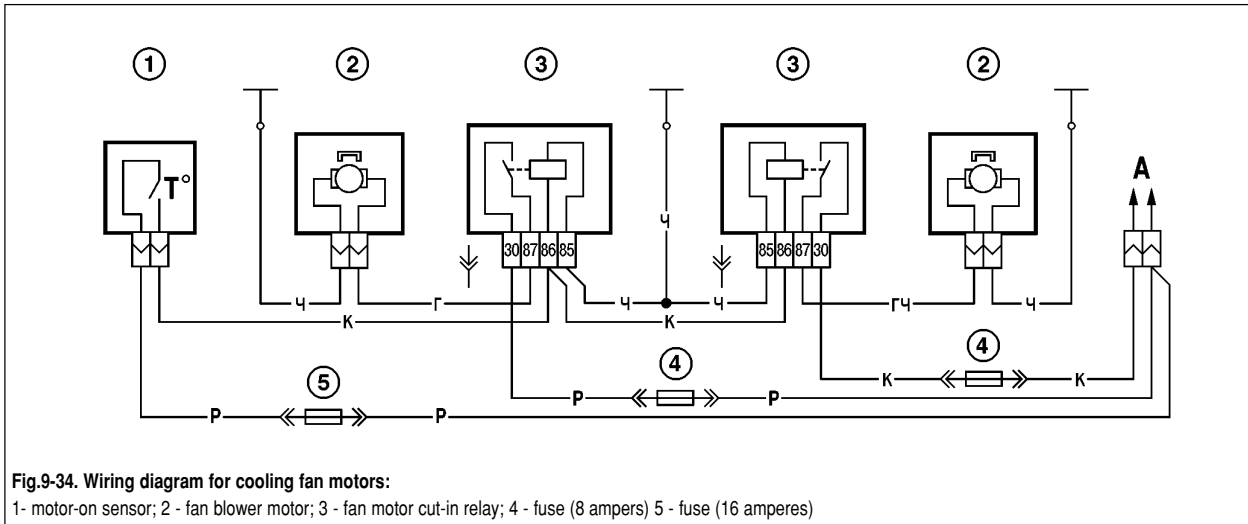 1 2 3 3 2
T° A
30 87 86 85 85 86 87 30
Ч
Ч Г Ч Ч ГЧ Ч
К К
4 4
К К
5
Р Р
Р Р
Fig.9-34. Wiring diagram for cooling fan motors:
1- motor-on sensor; 2 - fan blower motor; 3 - fan motor cut-in relay; 4 - fuse (8 ampers) 5 - fuse (16 amperes)